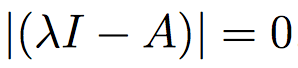 |(λI − A)| = 0